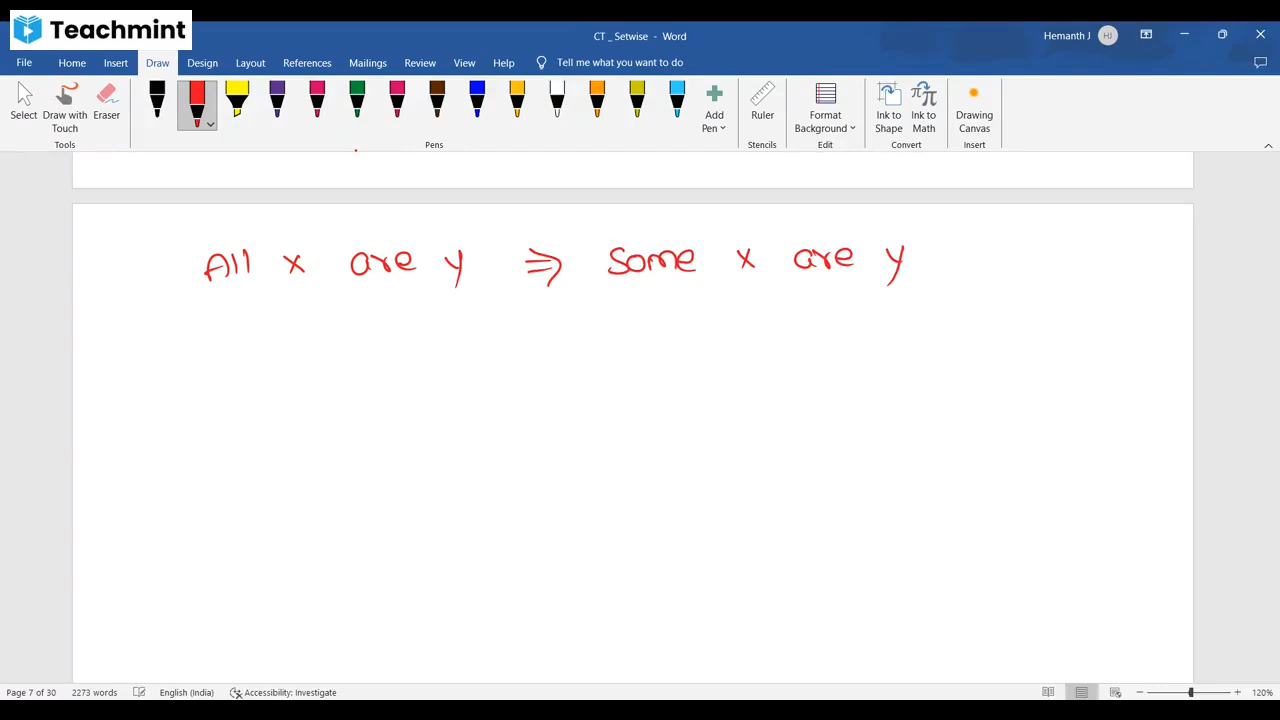 Teachmint
CT _ Setwise - Word
Hemanth J HJ
File Home Insert Draw Design Layout References Mailings Review View Help Tell me what you want to do
Select Draw with Touch Eraser Add Pen Ruler Format Background Ink to Shape Ink to Math Drawing Canvas
Tools Pens Stencils Edit Convert Insert
All x are y ⇒ Some x are y
Page 7 of 30 2273 words English (India) Accessibility: Investigate 120%